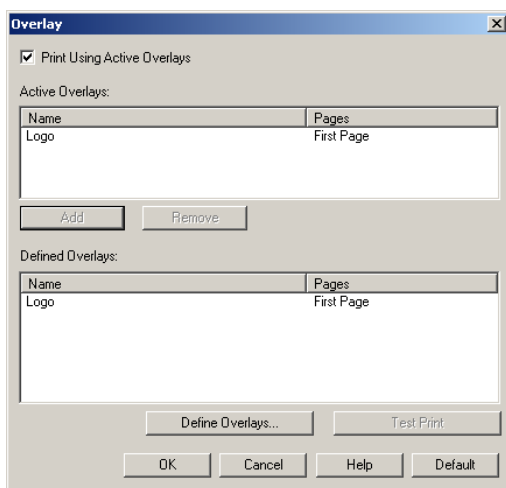 Overlay
Print Using Active Overlays
Active Overlays:
Name Pages
Logo First Page
Add Remove
Defined Overlays:
Name Pages
Logo First Page
Define Overlays... Test Print
OK Cancel Help Default